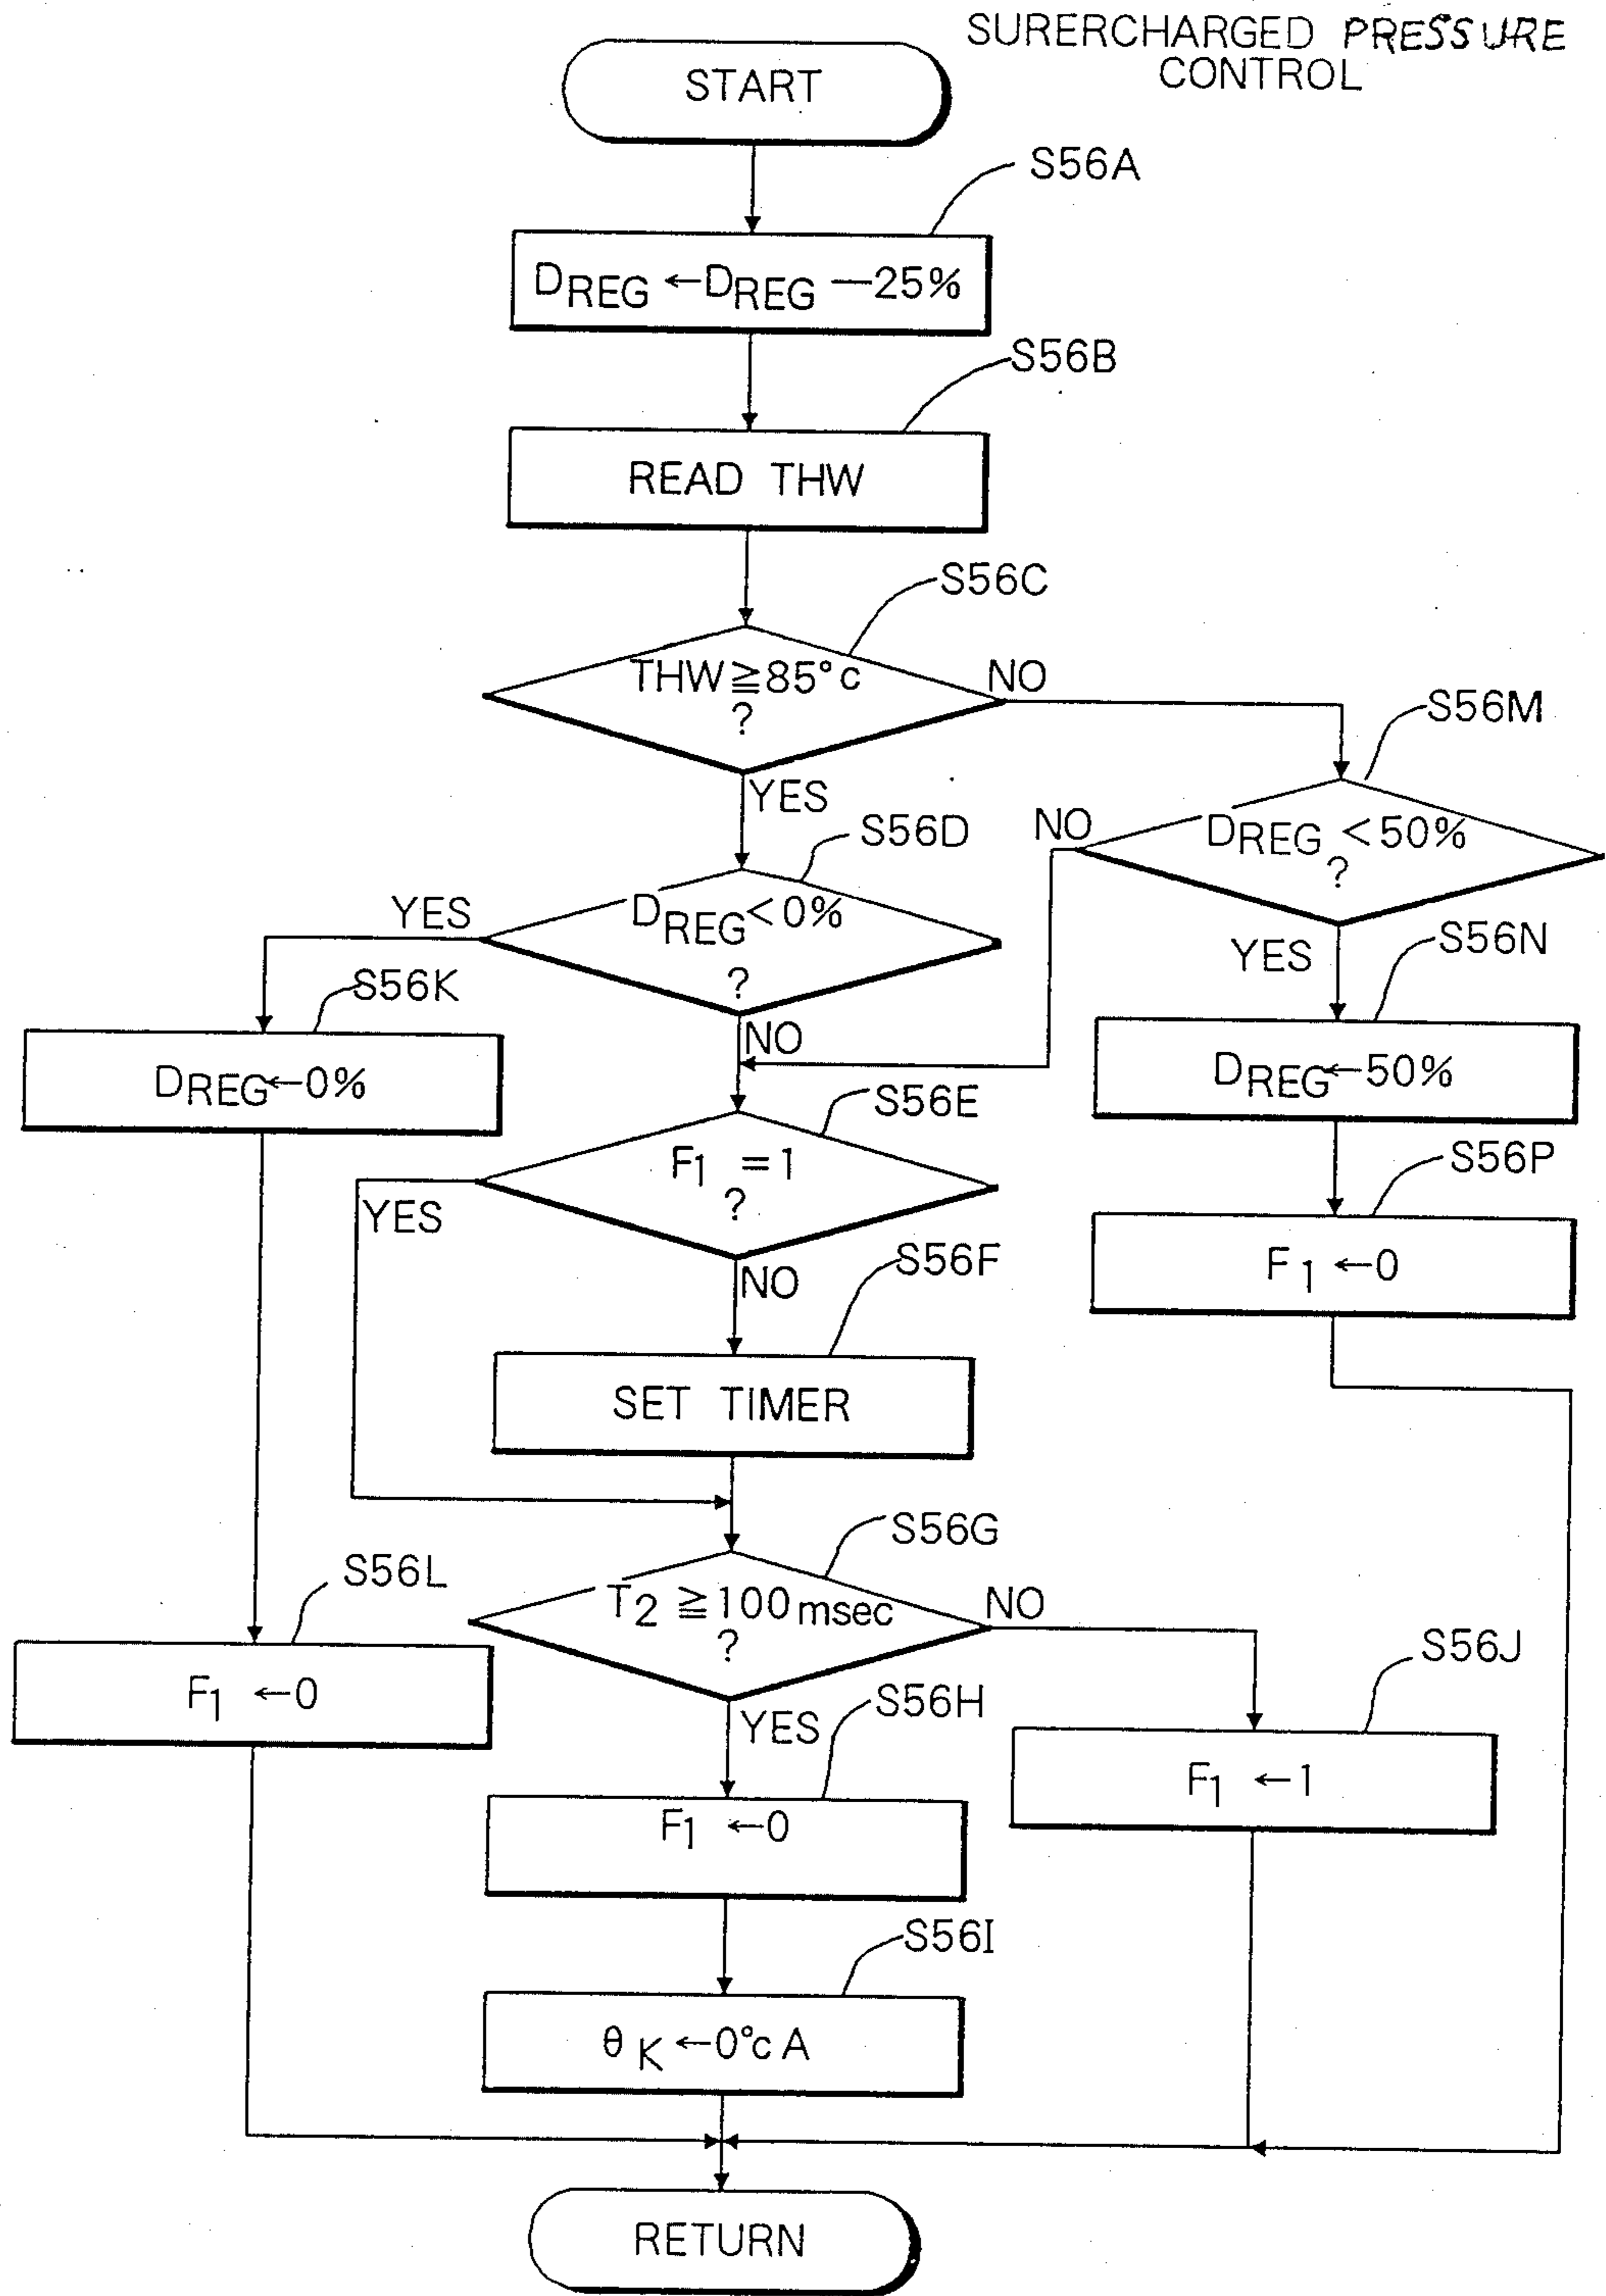 SURERCHARGED PRESSURE
CONTROL
START
S56A
DREG ← DREG — 25%
S56B
READ THW
S56C
THW ≧ 85°c
?
NO
YES
S56M
DREG < 50%
?
NO
YES
S56D
DREG < 0%
?
YES
NO
S56K
DREG ← 0%
S56N
DREG ← 50%
S56E
F1 = 1
?
YES
NO
S56P
F1 ← 0
S56F
SET TIMER
S56G
T2 ≧ 100 msec
?
NO
YES
S56L
F1 ← 0
S56H
F1 ← 0
S56J
F1 ← 1
S56I
θK ← 0°c A
RETURN